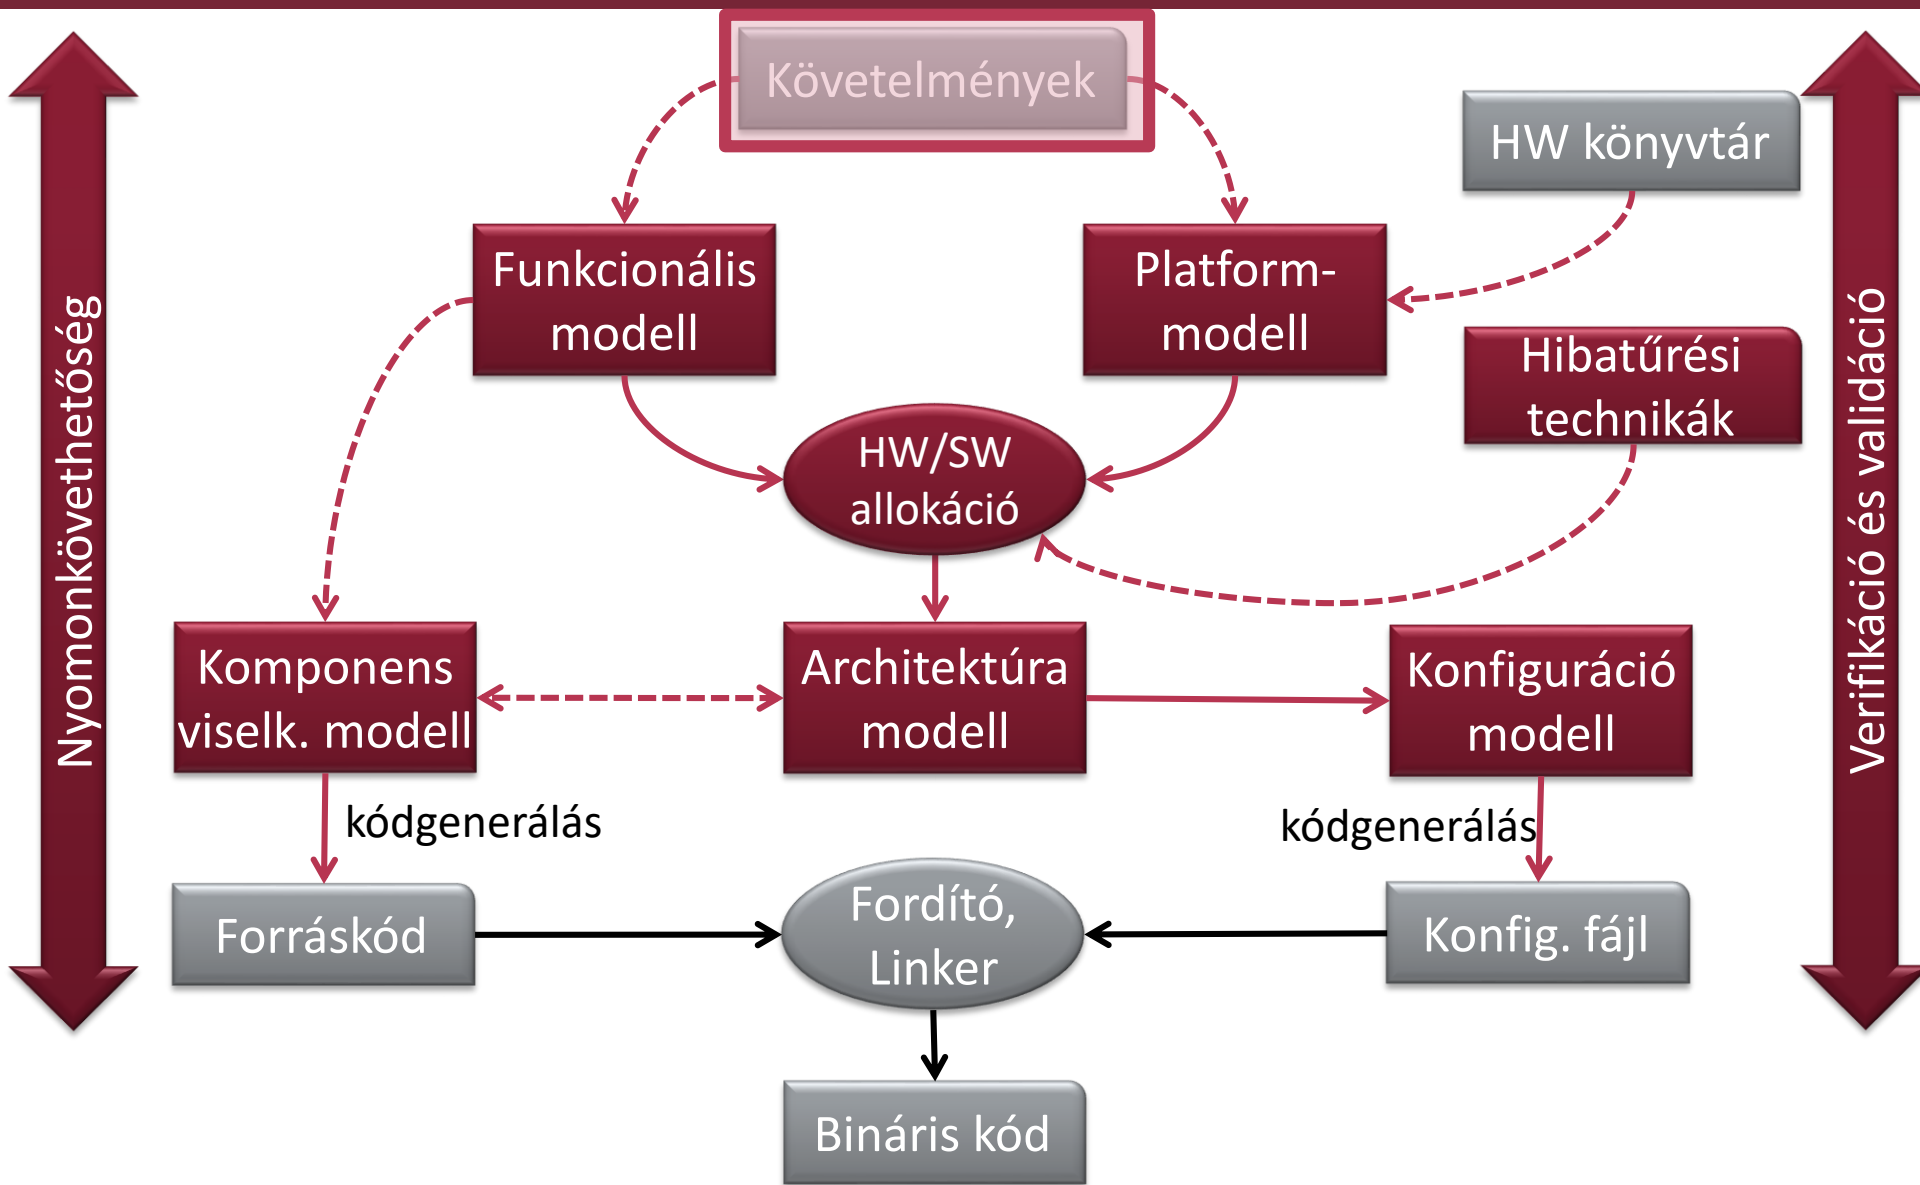 Követelmények
HW könyvtár
Funkcionális
modell
Platform-
modell
Hibatűrési
technikák
HW/SW
allokáció
Nyomonkövethetőség
Verifikáció és validáció
Komponens
viselk. modell
Architektúra
modell
Konfiguráció
modell
kódgenerálás
kódgenerálás
Forráskód
Fordító,
Linker
Konfig. fájl
Bináris kód